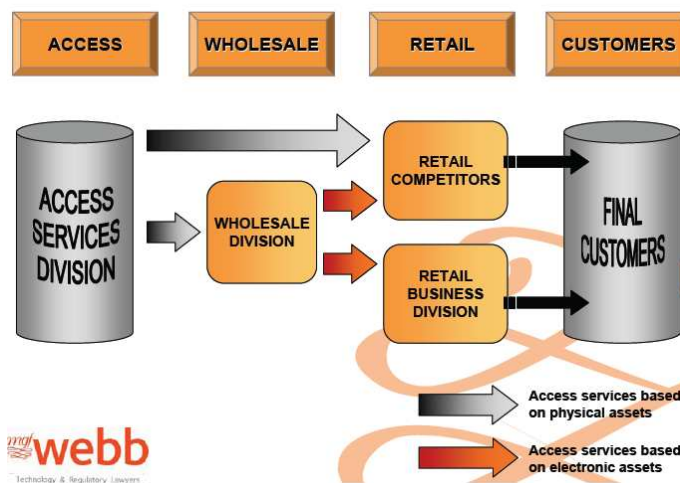 ACCESS
WHOLESALE
RETAIL
CUSTOMERS
ACCESS
SERVICES
DIVISION
WHOLESALE
DIVISION
RETAIL
COMPETITORS
RETAIL
BUSINESS
DIVISION
FINAL
CUSTOMERS
Access services based
on physical assets
Access services based
on electronic assets
mgf
webb
Technology & Regulatory Lawyers